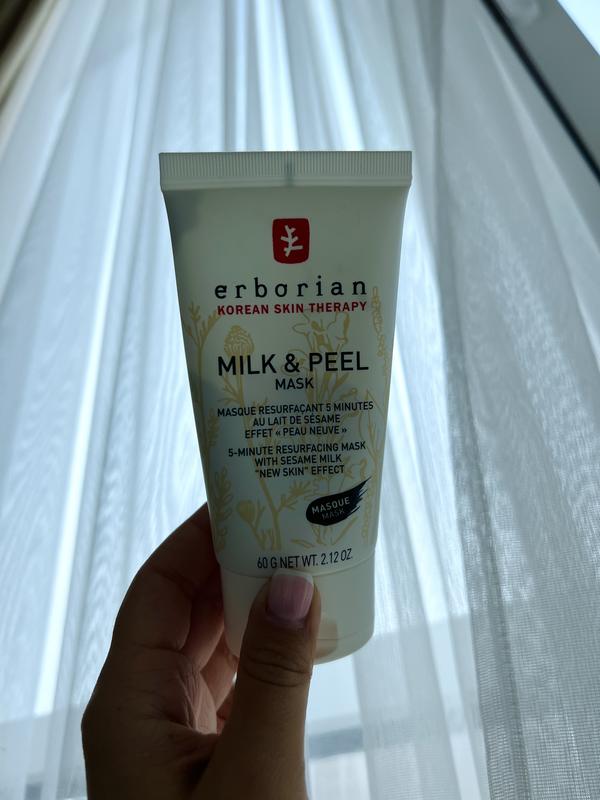 erborian
KOREAN SKIN THERAPY
MILK & PEEL
MASK
MASQUE RESURFAÇANT 5 MINUTES
AU LAIT DE SÉSAME
EFFET « PEAU NEUVE »
5-MINUTE RESURFACING MASK
WITH SESAME MILK
"NEW SKIN" EFFECT
MASQUE
MASK
60 G NET WT. 2.12 OZ.